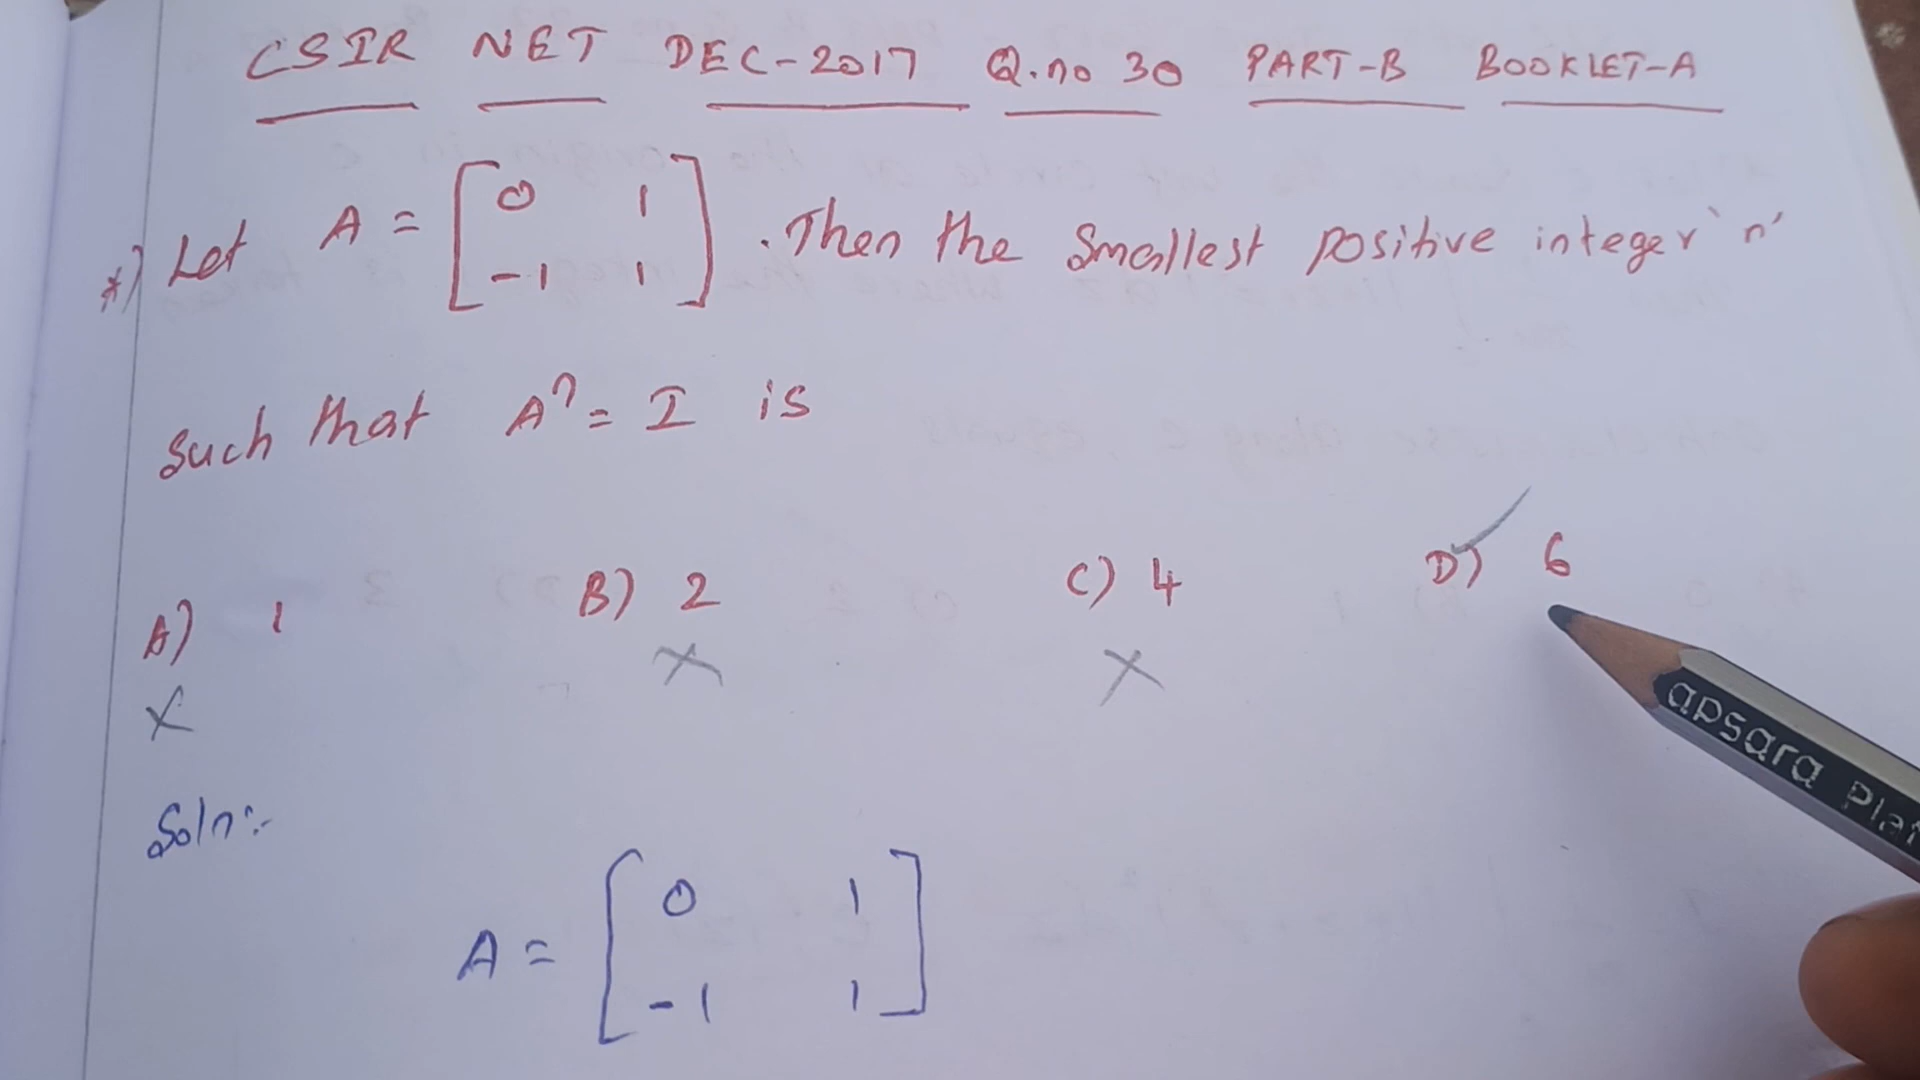 CSIR NET DEC-2017 Q.no 30 PART-B BOOKLET-A
*) Let A = [0 1
-1 1]. Then the smallest positive integer 'n'
Such that Aⁿ = I is
A) 1 B) 2 C) 4 D) 6
Soln:-
A = [0 1
-1 1]
apsara Plat